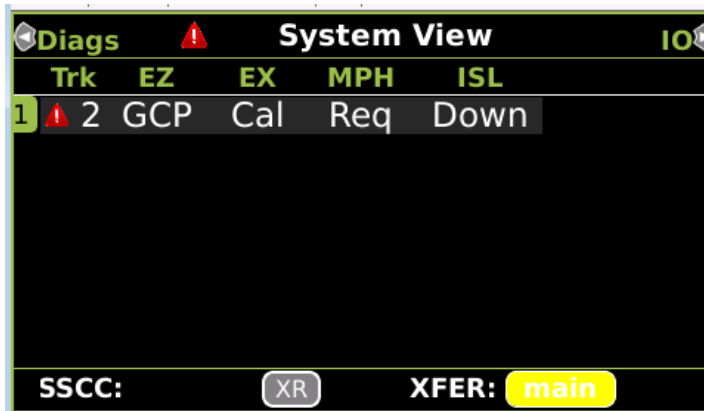 Diags System View IO
Trk EZ EX MPH ISL
1 2 GCP Cal Req Down
SSCC: XR XFER: main